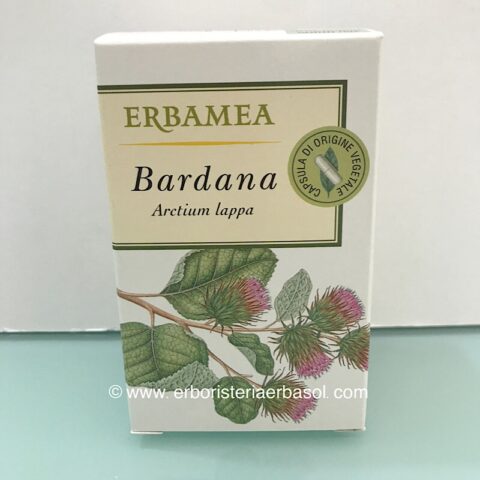 ERBAMEA
Bardana
Arctium lappa
CAPSULA DI ORIGINE VEGETALE
© www.erboristeriaerbasol.com